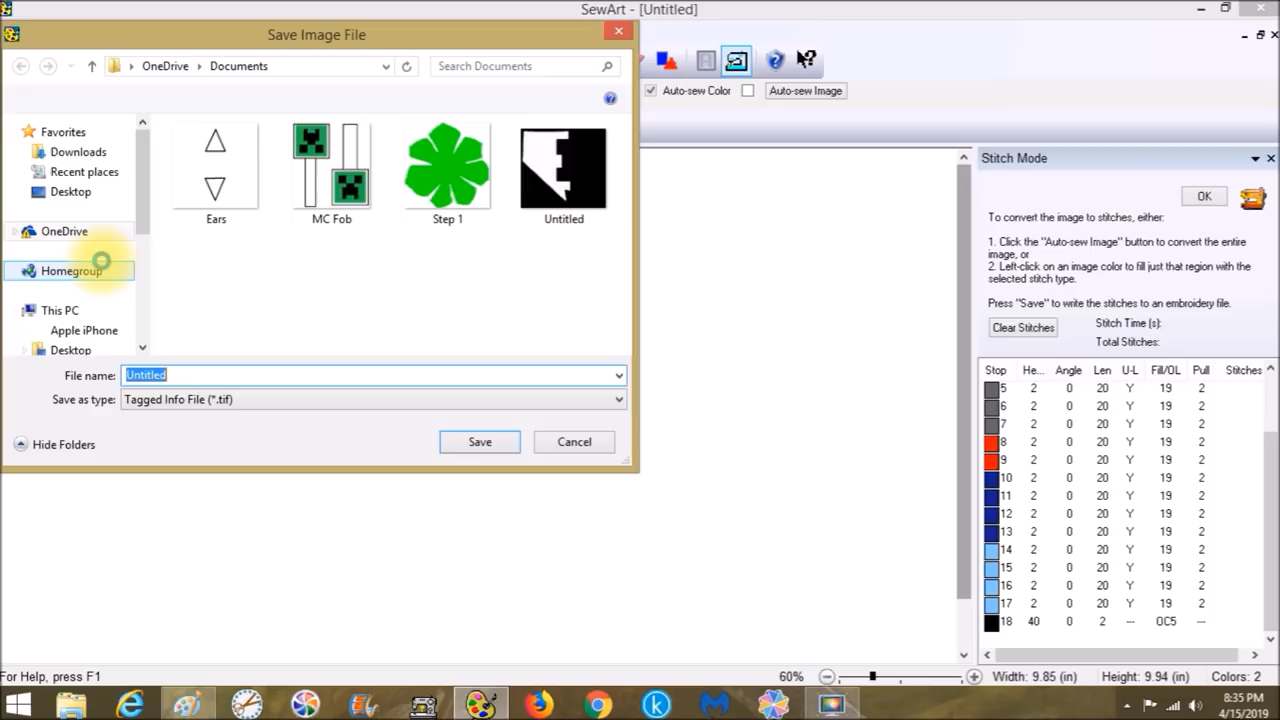 SewArt - [Untitled]
Save Image File
OneDrive
Documents
Search Documents
Auto-sew Color
Auto-sew Image
Favorites
Downloads
Recent places
Desktop
OneDrive
Homegroup
This PC
Apple iPhone
Desktop
Ears
MC Fob
Step 1
Untitled
File name: Untitled
Save as type: Tagged Info File (*.tif)
Hide Folders
Save
Cancel
Stitch Mode
OK
To convert the image to stitches, either:
1. Click the "Auto-sew Image" button to convert the entire
image, or
2. Left-click on an image color to fill just that region with the
selected stitch type.
Press "Save" to write the stitches to an embroidery file.
Clear Stitches
Stitch Time (s):
Total Stitches:
Stop He... Angle Len U-L Fill/OL Pull Stitches
5 2 0 20 Y 19 2
6 2 0 20 Y 19 2
7 2 0 20 Y 19 2
8 2 0 20 Y 19 2
9 2 0 20 Y 19 2
10 2 0 20 Y 19 2
11 2 0 20 Y 19 2
12 2 0 20 Y 19 2
13 2 0 20 Y 19 2
14 2 0 20 Y 19 2
15 2 0 20 Y 19 2
16 2 0 20 Y 19 2
17 2 0 20 Y 19 2
18 40 0 2 --- OC5 ---
For Help, press F1
60%
Width: 9.85 (in)
Height: 9.94 (in)
Colors: 2
8:35 PM
4/15/2019